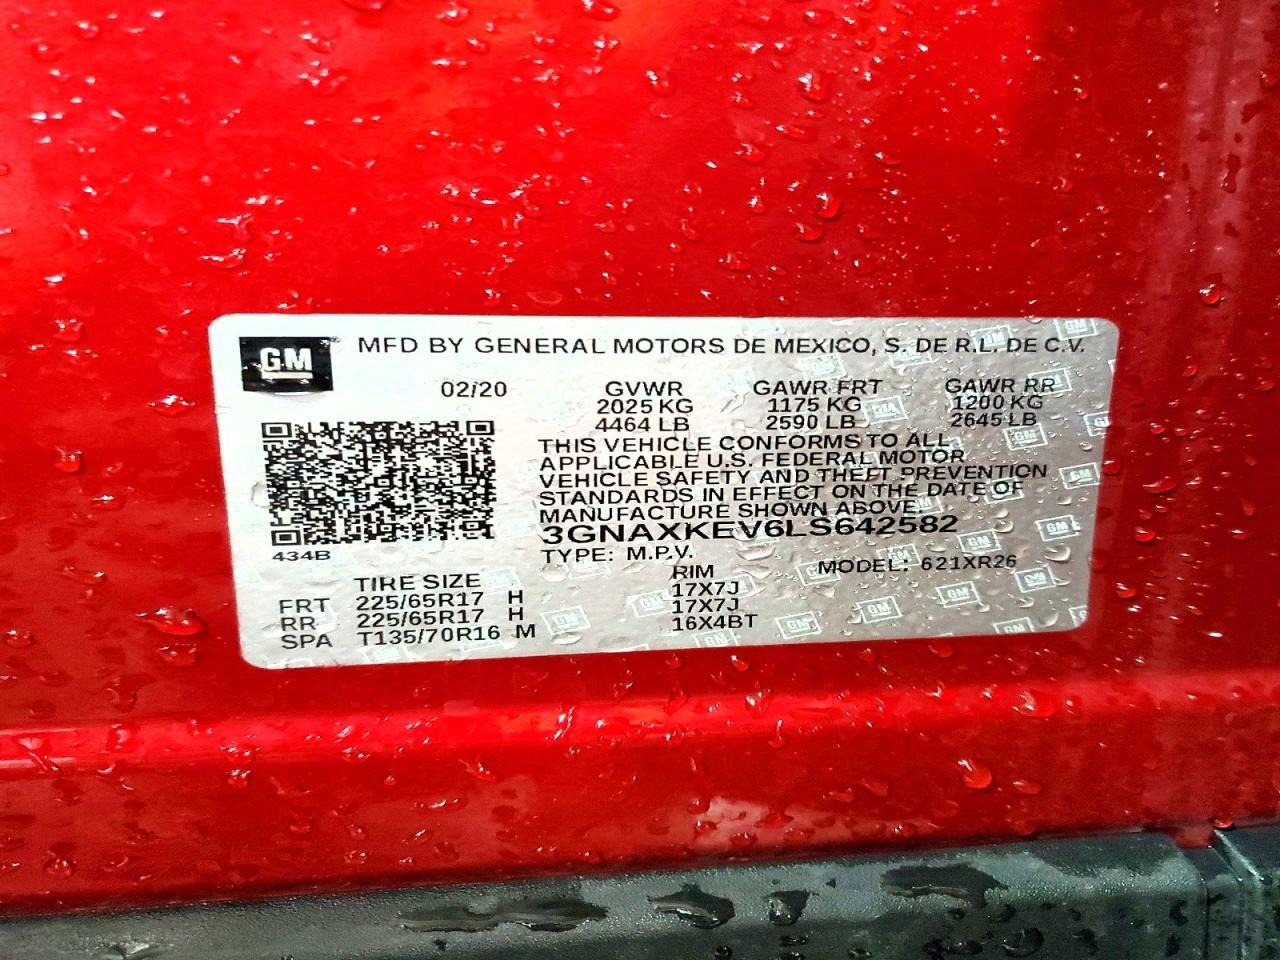 GM MFD BY GENERAL MOTORS DE MEXICO, S. DE R.L. DE C.V.
02/20 GVWR GAWR FRT GAWR RR
2025 KG 1175 KG 1200 KG
4464 LB 2590 LB 2645 LB
THIS VEHICLE CONFORMS TO ALL
APPLICABLE U.S. FEDERAL MOTOR
VEHICLE SAFETY AND THEFT PREVENTION
STANDARDS IN EFFECT ON THE DATE OF
MANUFACTURE SHOWN ABOVE.
3GNAXKEV6LS642582
434B TYPE: M.P.V. MODEL: 621XR26
TIRE SIZE RIM
FRT 225/65R17 H 17X7J
RR 225/65R17 H 17X7J
SPA T135/70R16 M 16X4BT